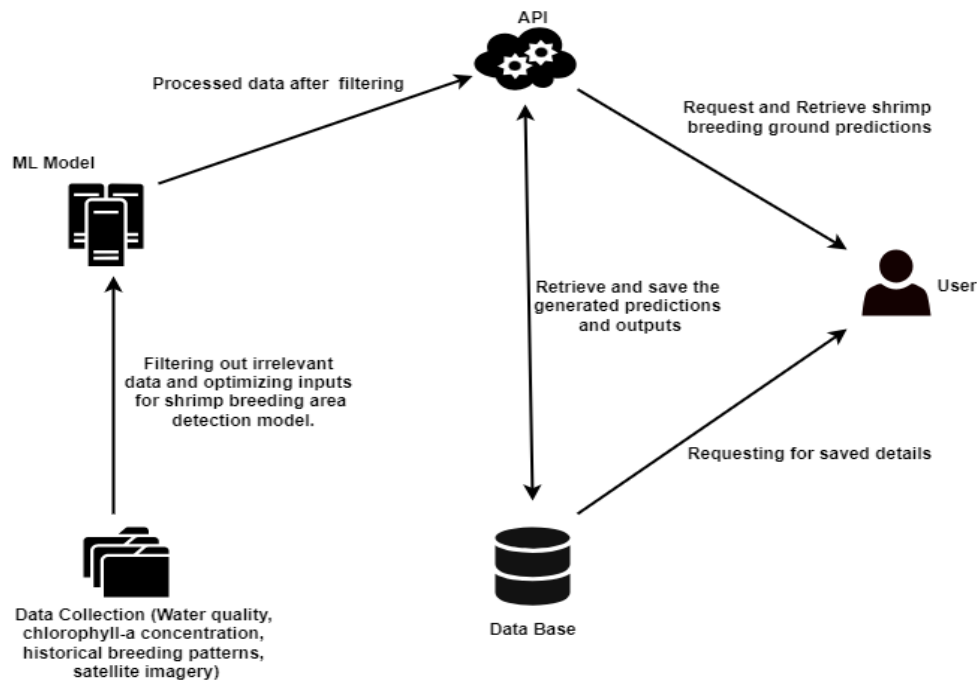 API
Processed data after filtering
Request and Retrieve shrimp
breeding ground predictions
ML Model
User
Retrieve and save the
generated predictions
and outputs
Filtering out irrelevant
data and optimizing inputs
for shrimp breeding area
detection model.
Requesting for saved details
Data Collection (Water quality,
chlorophyll-a concentration,
historical breeding patterns,
satellite imagery)
Data Base